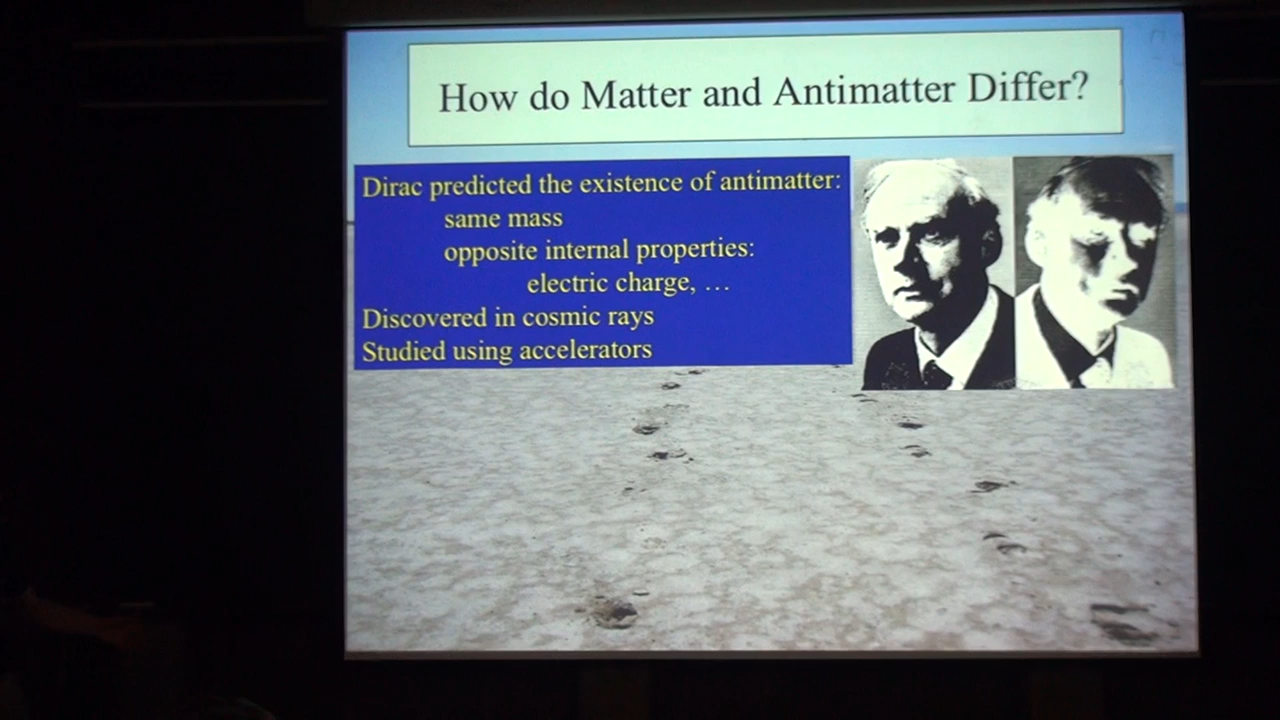 How do Matter and Antimatter Differ?
Dirac predicted the existence of antimatter:
same mass
opposite internal properties:
electric charge, …
Discovered in cosmic rays
Studied using accelerators